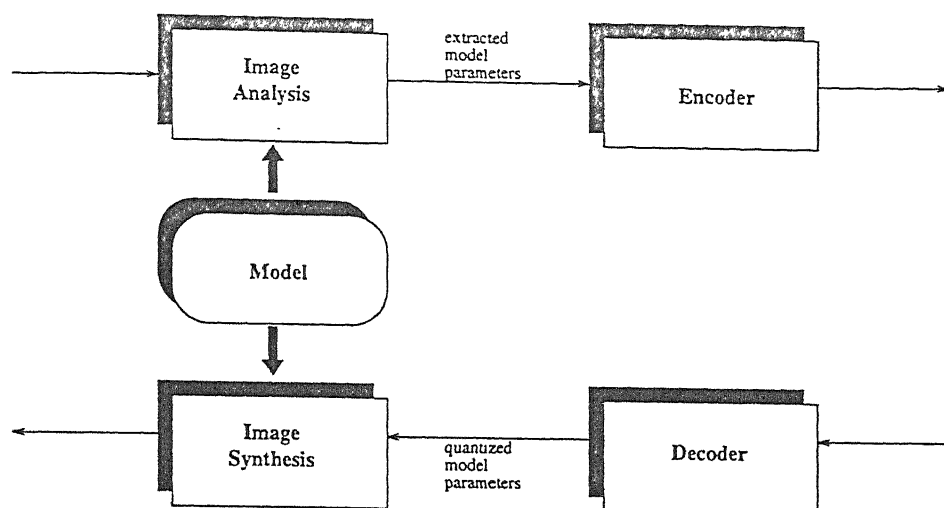 Image
Analysis
extracted
model
parameters
Encoder
Model
Image
Synthesis
quantized
model
parameters
Decoder